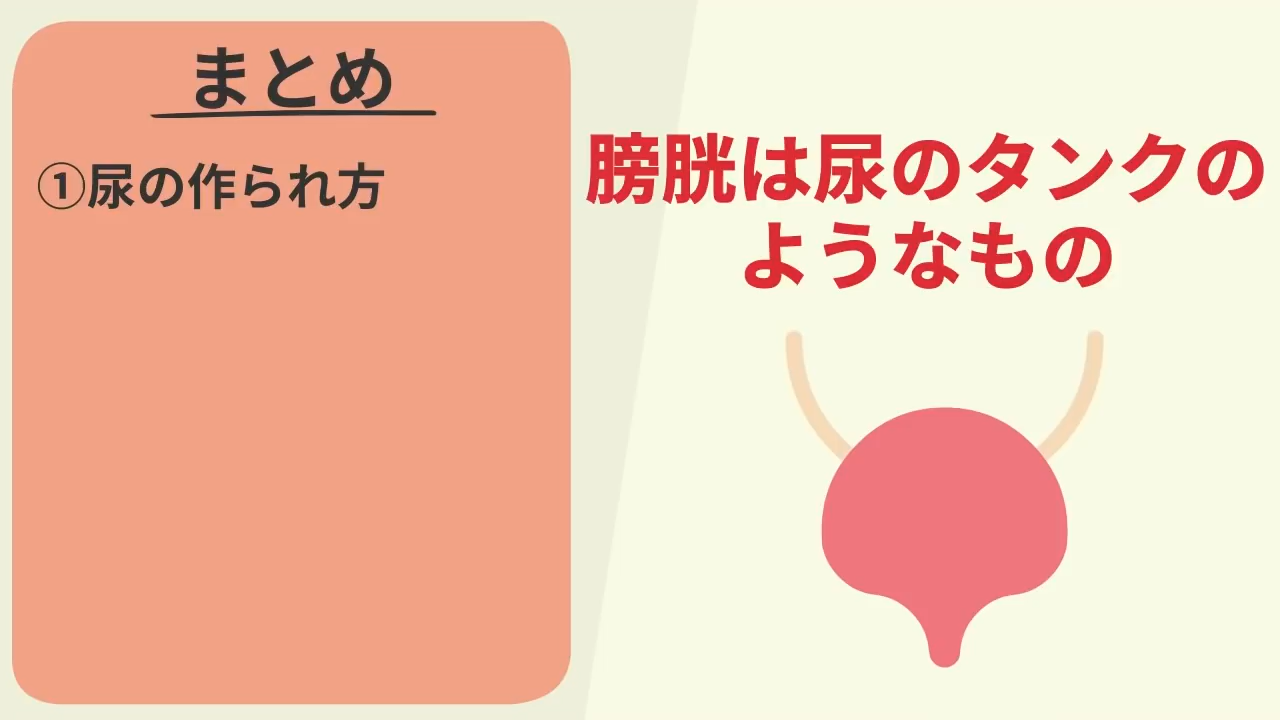 まとめ
①尿の作られ方
膀胱は尿のタンクの
ようなもの